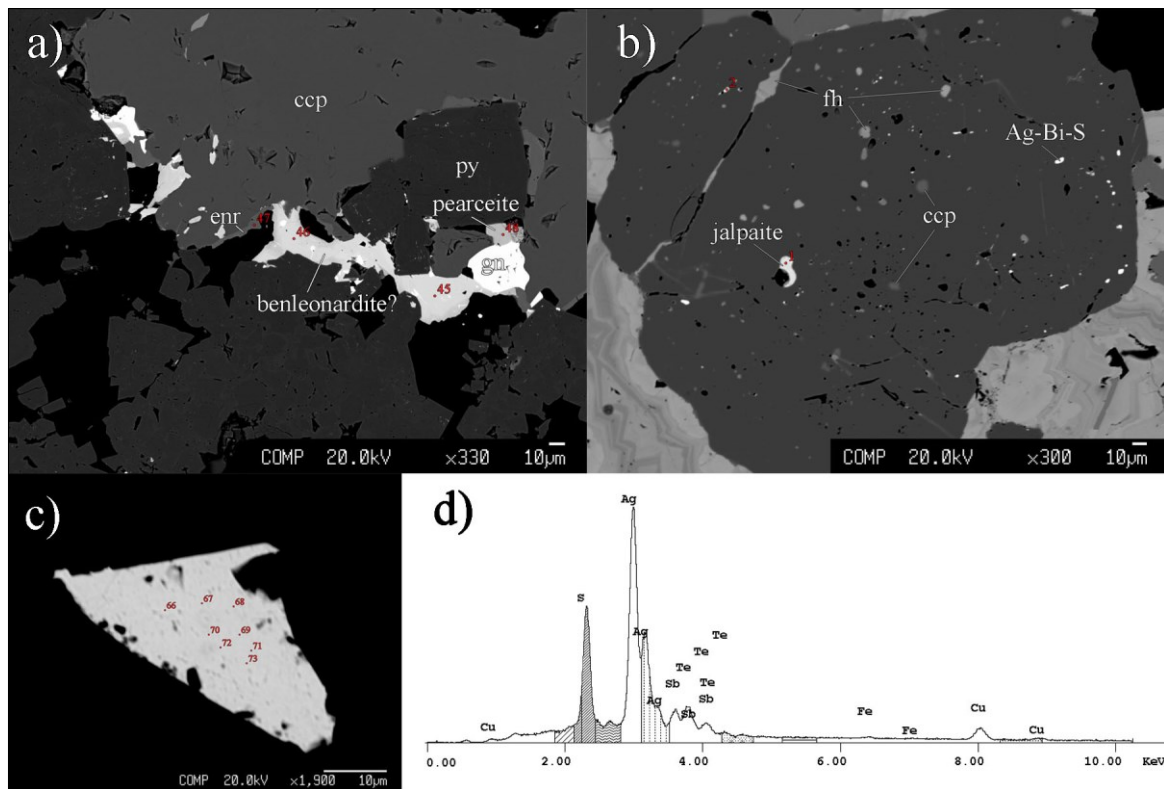 a)
ccp
py
pearceite
enr
47
46
48
gn
45
benleonardite?
COMP 20.0kV ×330 10µm
b)
2
fh
Ag-Bi-S
ccp
jalpaite
COMP 20.0kV ×300 10µm
c)
66 67 68
70 69
72 71
73
COMP 20.0kV ×1,900 10µm
d)
Ag
S
Te
Ag Te Te
Sb Te
Ag Sb Sb
Cu Fe Fe Cu Cu
0.00 2.00 4.00 6.00 8.00 10.00 KeV